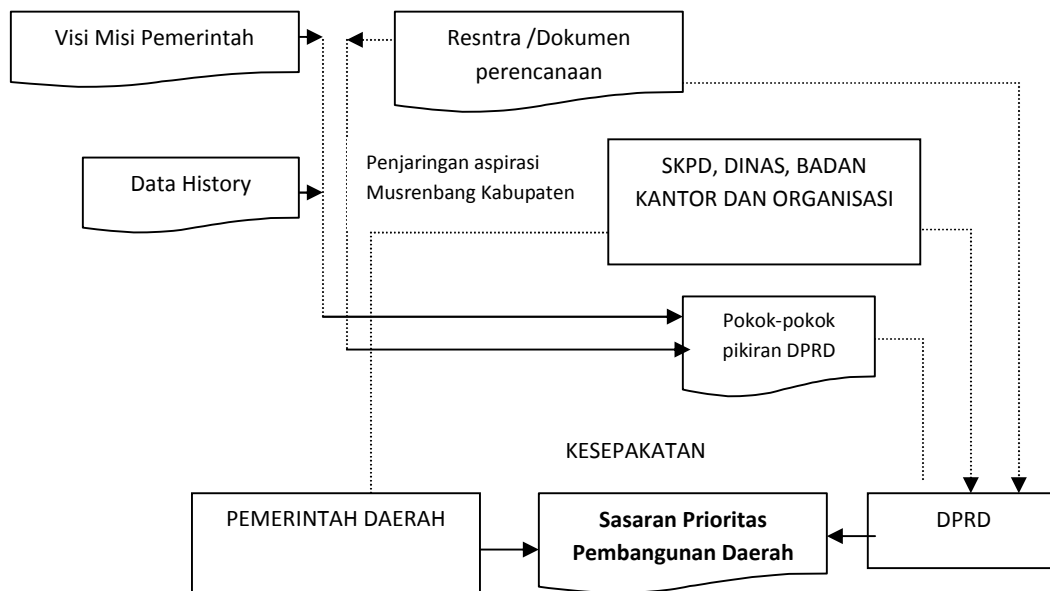 Visi Misi Pemerintah
Resntra /Dokumen
perencanaan
Data History
Penjaringan aspirasi
Musrenbang Kabupaten
SKPD, DINAS, BADAN
KANTOR DAN ORGANISASI
Pokok-pokok
pikiran DPRD
KESEPAKATAN
PEMERINTAH DAERAH
Sasaran Prioritas
Pembangunan Daerah
DPRD